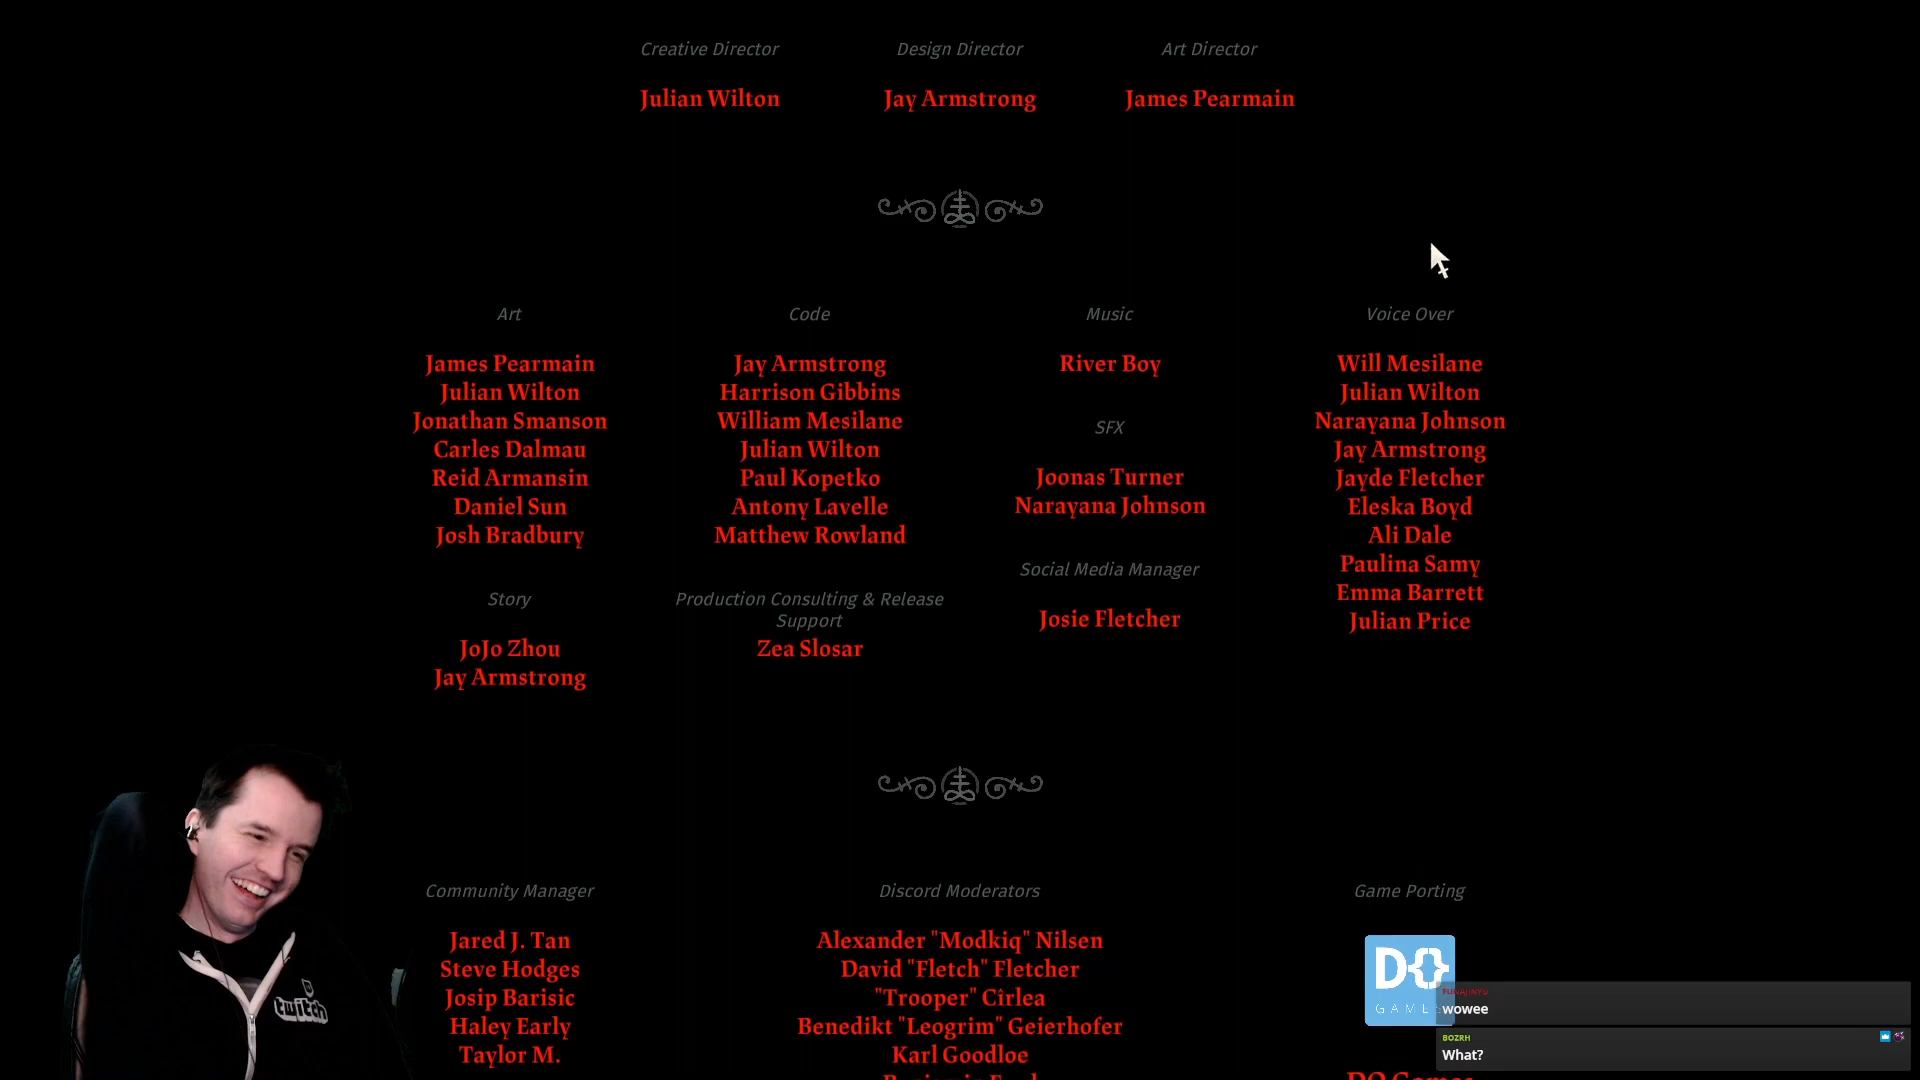 Creative Director
Julian Wilton
Design Director
Jay Armstrong
Art Director
James Pearmain
Art
James Pearmain
Julian Wilton
Jonathan Smanson
Carles Dalmau
Reid Armansin
Daniel Sun
Josh Bradbury
Story
JoJo Zhou
Jay Armstrong
Code
Jay Armstrong
Harrison Gibbins
William Mesilane
Julian Wilton
Paul Kopetko
Antony Lavelle
Matthew Rowland
Production Consulting & Release
Support
Zea Slosar
Music
River Boy
SFX
Joonas Turner
Narayana Johnson
Social Media Manager
Josie Fletcher
Voice Over
Will Mesilane
Julian Wilton
Narayana Johnson
Jay Armstrong
Jayde Fletcher
Eleska Boyd
Ali Dale
Paulina Samy
Emma Barrett
Julian Price
Community Manager
Jared J. Tan
Steve Hodges
Josip Barisic
Haley Early
Taylor M.
Discord Moderators
Alexander "Modkiq" Nilsen
David "Fletch" Fletcher
"Trooper" Cîrlea
Benedikt "Leogrim" Geierhofer
Karl Goodloe
Game Porting
wowee
BOZRH
What?
twitch